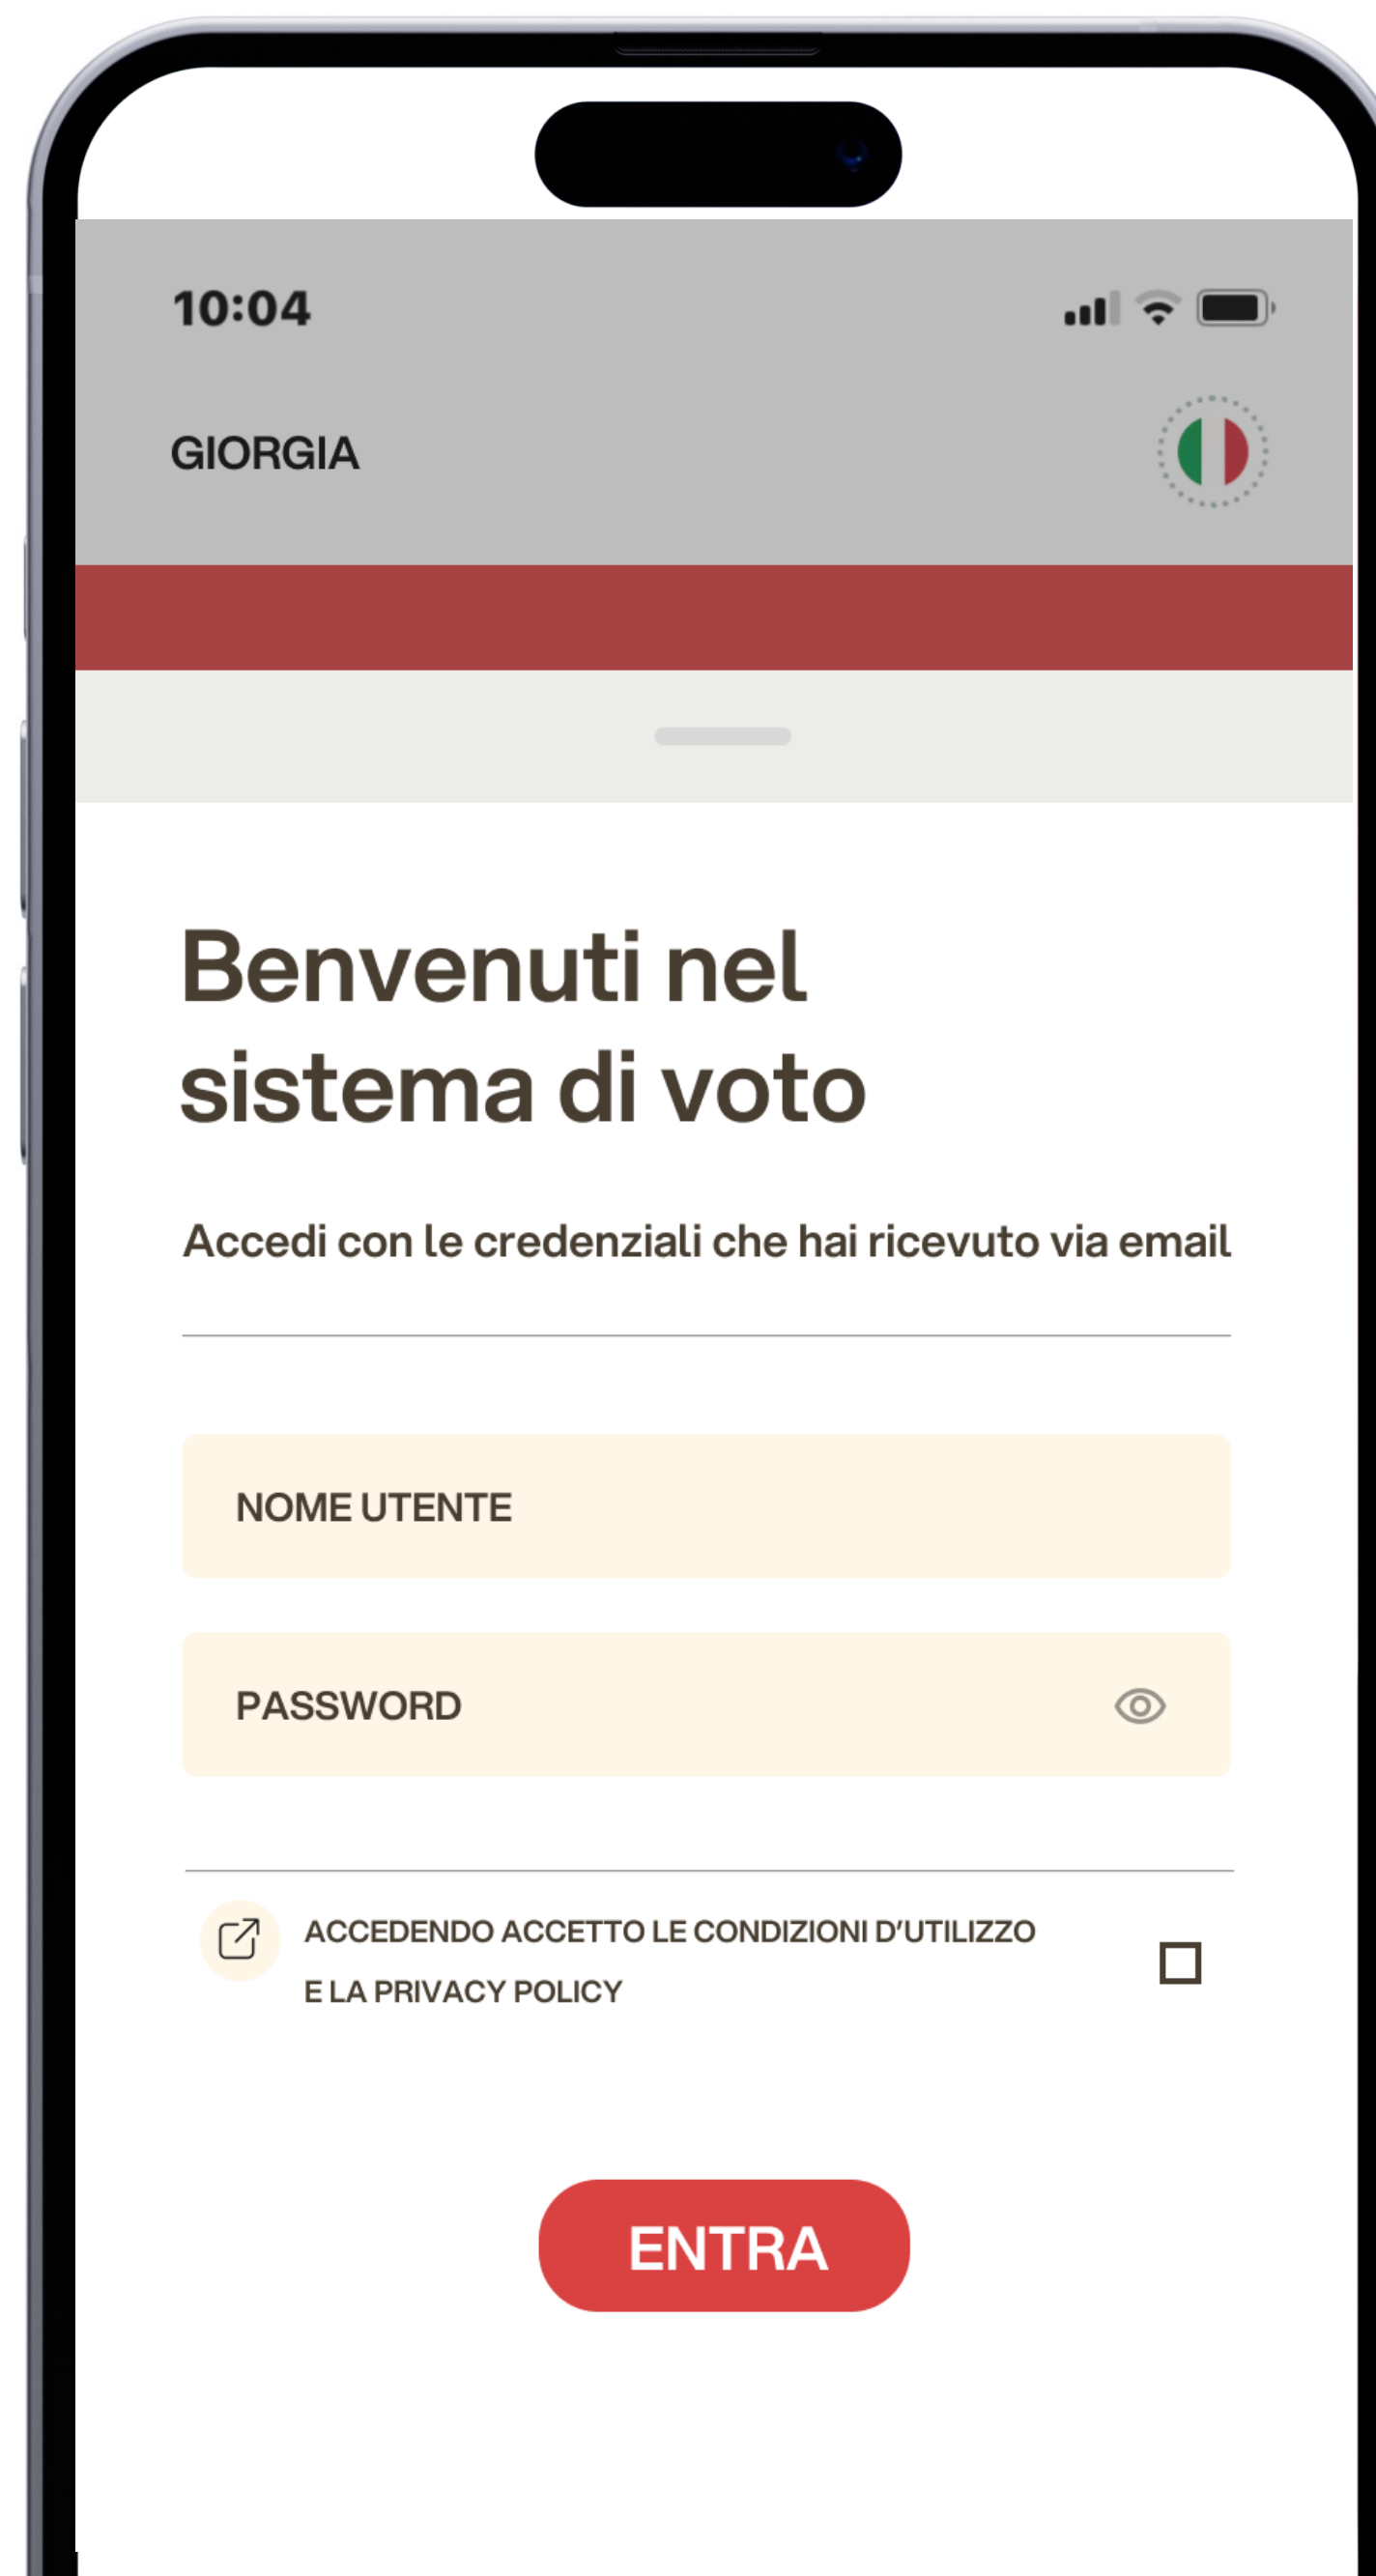 10:04
GIORGIA
Benvenuti nel
sistema di voto
Accedi con le credenziali che hai ricevuto via email
NOME UTENTE
PASSWORD
ACCEDENDO ACCETTO LE CONDIZIONI D’UTILIZZO
E LA PRIVACY POLICY
ENTRA